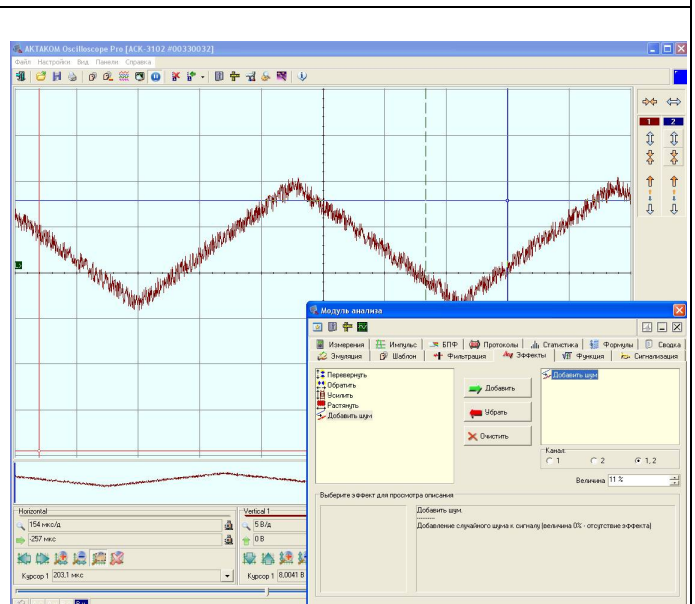 AKTAKOM Oscilloscope Pro [ACK-3102 #00330032]
Файл Настройки Вид Панели Справка
1 2
Модуль анализа
Измерения Импульс БПФ Протоколы Статистика Формулы Сводка
Эмуляция Шаблон Фильтрация Эффекты Функция Сигнализация
Перевернуть
Обратить
Усилить
Растянуть
Добавить шум
Добавить
Убрать
Очистить
Добавить шум
Канал:
1 2 1, 2
Величина 11 %
Выберите эффект для просмотра описания
Добавить шум.
---------
Добавление случайного шума к сигналу (величина 0% - отсутствие эффекта)
Horizontal
154 мкс/д
-257 мкс
Курсор 1 203,1 мкс
Vertical 1
5 В/д
0 В
Курсор 1 8,0041 В